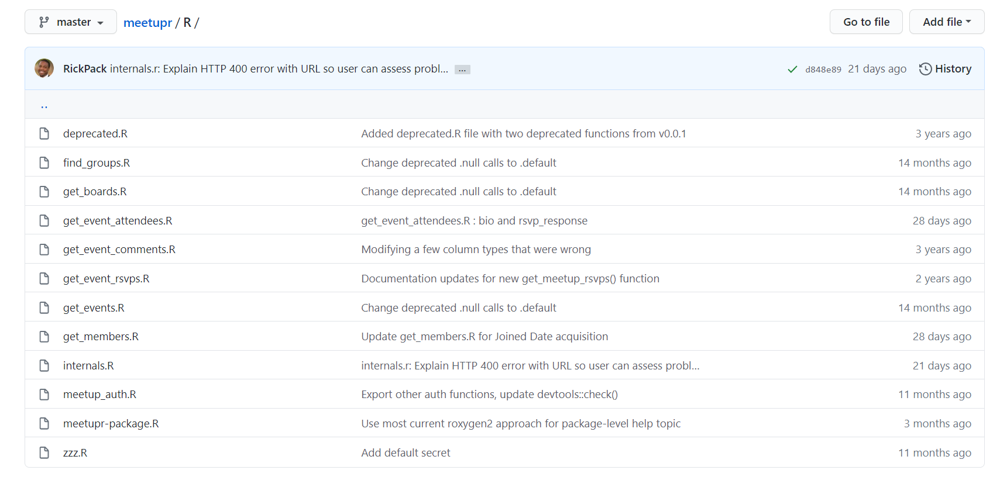 master meetupr / R / Go to file Add file
RickPack internals.r: Explain HTTP 400 error with URL so user can assess probl... ... d848e89 21 days ago History
..
deprecated.R Added deprecated.R file with two deprecated functions from v0.0.1 3 years ago
find_groups.R Change deprecated .null calls to .default 14 months ago
get_boards.R Change deprecated .null calls to .default 14 months ago
get_event_attendees.R get_event_attendees.R : bio and rsvp_response 28 days ago
get_event_comments.R Modifying a few column types that were wrong 3 years ago
get_event_rsvps.R Documentation updates for new get_meetup_rsvps() function 2 years ago
get_events.R Change deprecated .null calls to .default 14 months ago
get_members.R Update get_members.R for Joined Date acquisition 28 days ago
internals.R internals.r: Explain HTTP 400 error with URL so user can assess probl... 21 days ago
meetup_auth.R Export other auth functions, update devtools::check() 11 months ago
meetupr-package.R Use most current roxygen2 approach for package-level help topic 3 months ago
zzz.R Add default secret 11 months ago